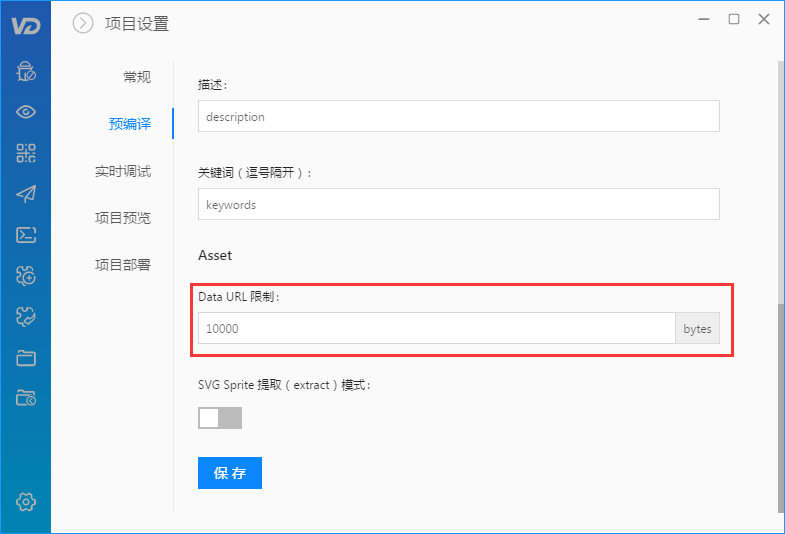 VD
项目设置
常规
预编译
实时调试
项目预览
项目部署
描述：
description
关键词（逗号隔开）：
keywords
Asset
Data URL 限制：
10000
bytes
SVG Sprite 提取（extract）模式：
保存